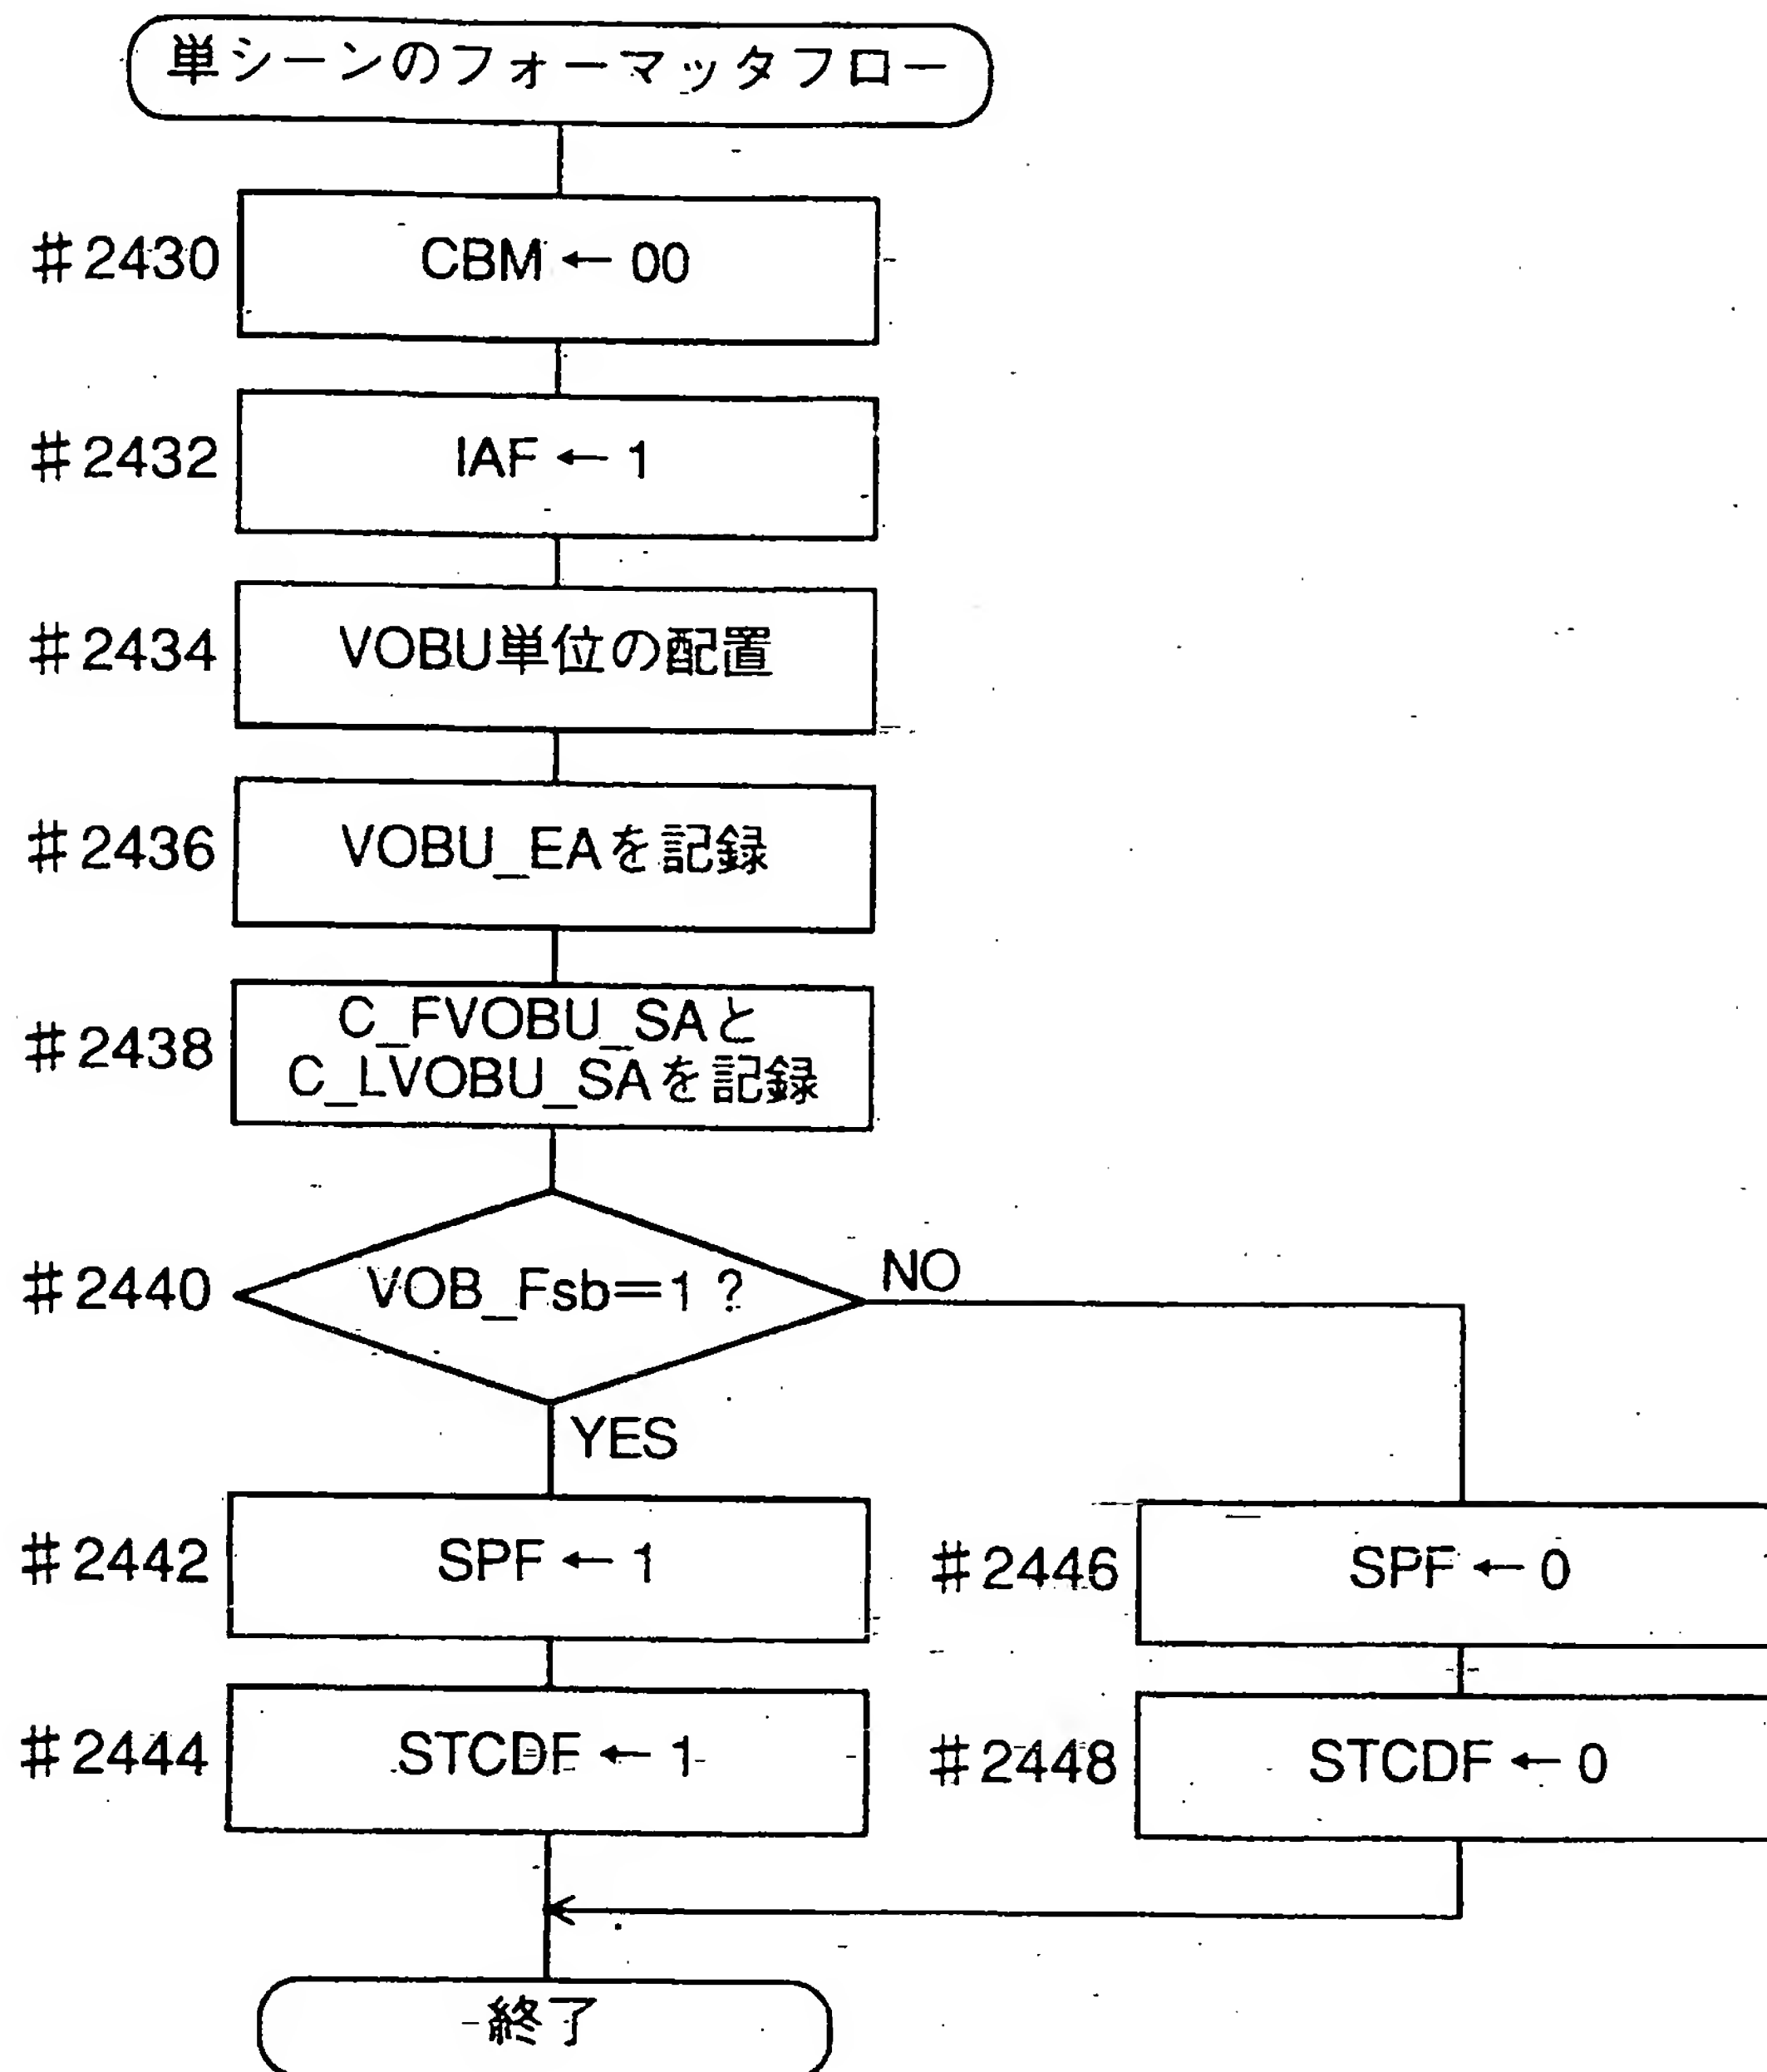 単シーンのフォーマッタフロー
#2430 CBM ← 00
#2432 IAF ← 1
#2434 VOBU単位の配置
#2436 VOBU_EAを記録
#2438 C_FVOBU_SAと
C_LVOBU_SAを記録
#2440 VOB_Fsb=1 ? NO
YES
#2442 SPF ← 1
#2446 SPF ← 0
#2444 STCDF ← 1
#2448 STCDF ← 0
終了